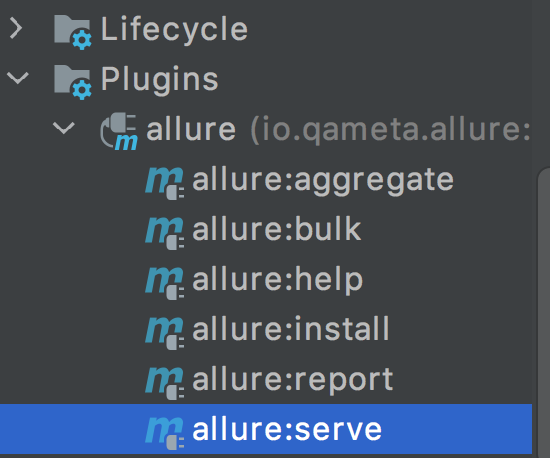 Lifecycle
Plugins
allure (io.qameta.allure:
allure:aggregate
allure:bulk
allure:help
allure:install
allure:report
allure:serve